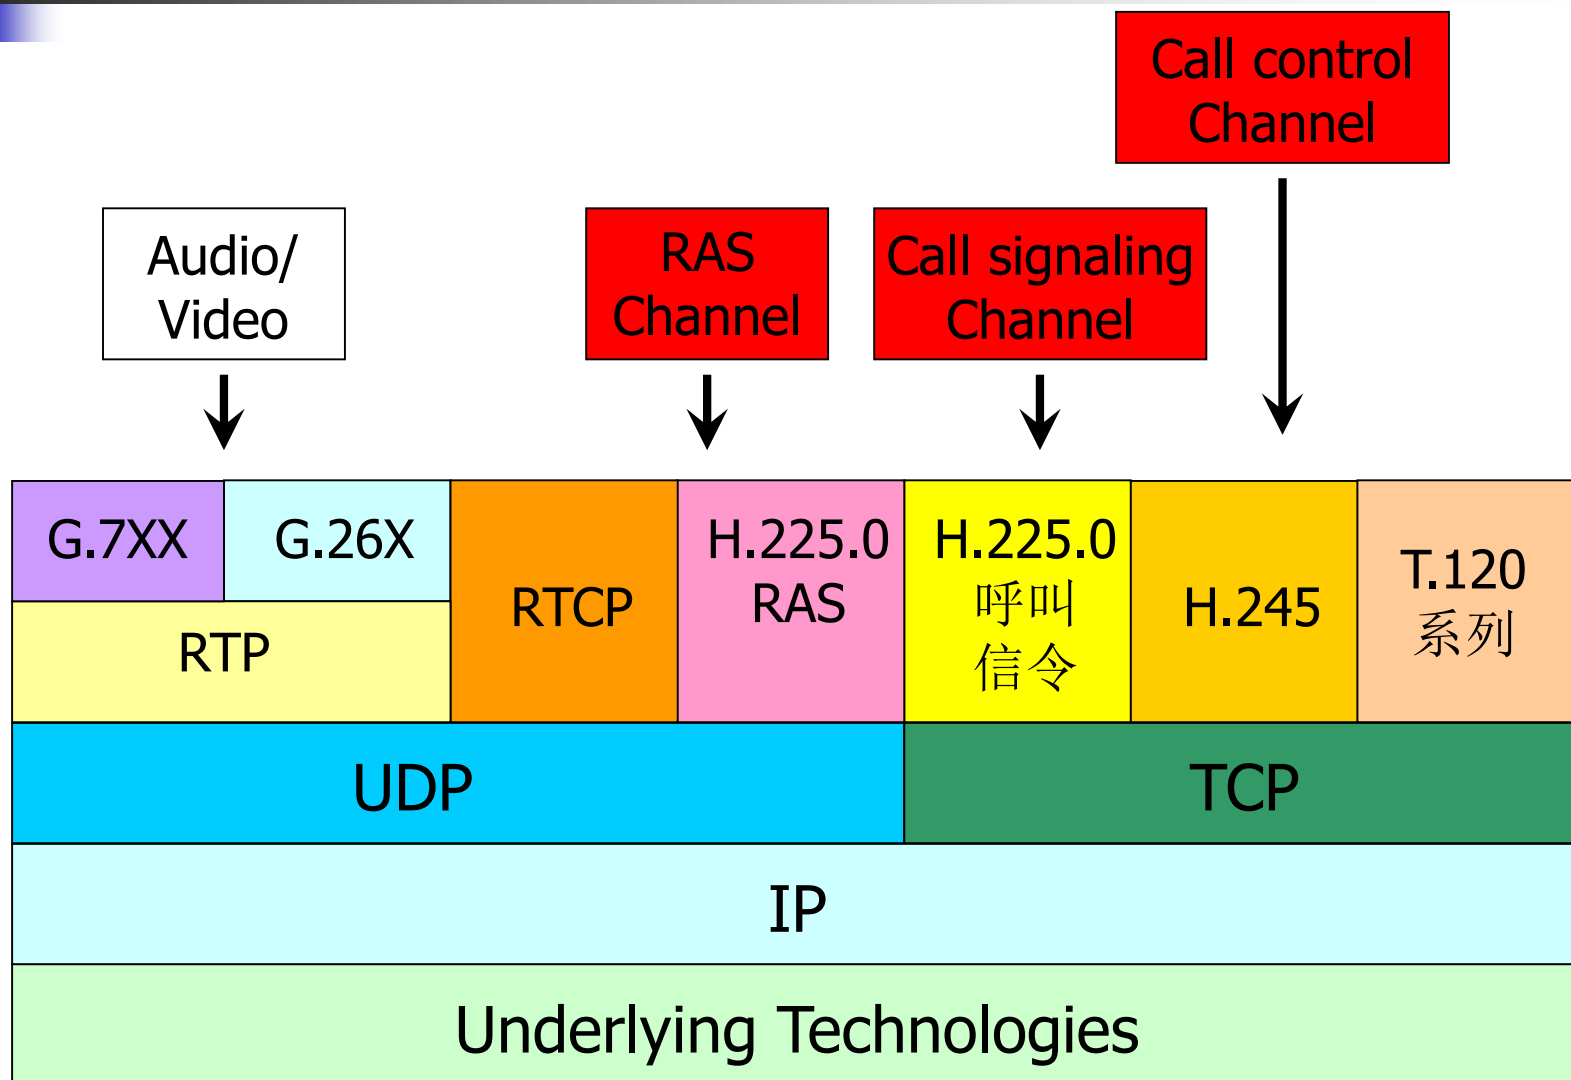 Call control
Channel
Audio/
Video
RAS
Channel
Call signaling
Channel
G.7XX
G.26X
RTP
RTCP
H.225.0
RAS
H.225.0
呼叫
信令
H.245
T.120
系列
UDP
TCP
IP
Underlying Technologies